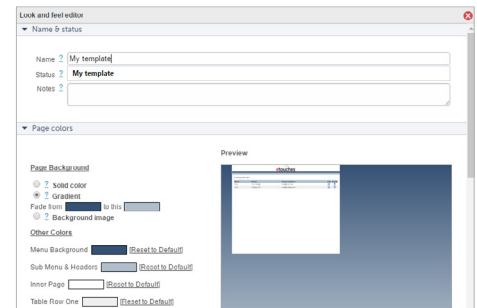 Look and feel editor
Name & status
Name ? My template
Status ? My template
Notes ?
Page colors
Preview
etouches
Page Background
? Solid color
? Gradient
Fade from to this
? Background image
Other Colors
Menu Background [Reset to Default]
Sub Menu & Headers [Reset to Default]
Inner Page [Reset to Default]
Table Row One [Reset to Default]